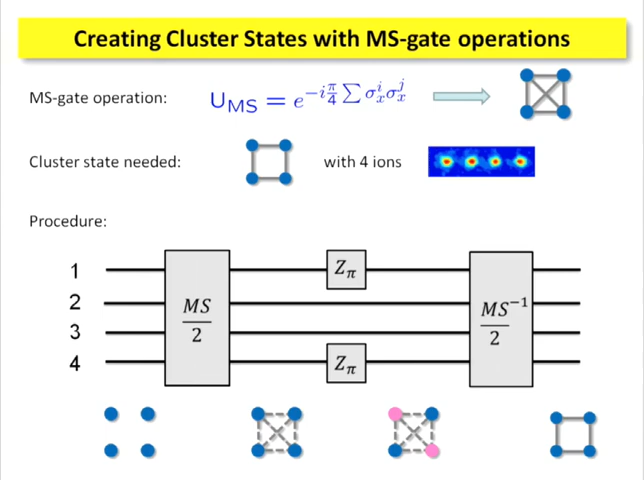 Creating Cluster States with MS-gate operations
MS-gate operation: U_MS = e^{-i\frac{π}{4} ∑ σ_x^i σ_x^j}
Cluster state needed: with 4 ions
Procedure:
1 Z_π
2
MS/2 MS^{-1}/2
3
4 Z_π